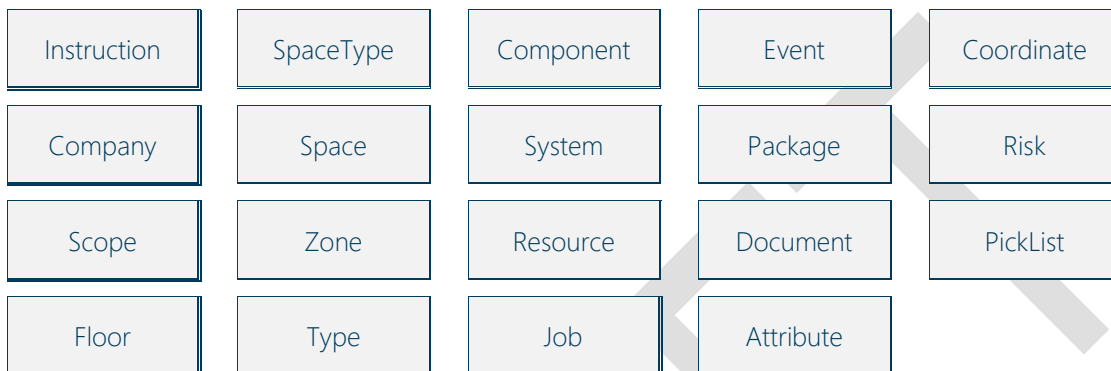 Instruction SpaceType Component Event Coordinate
Company Space System Package Risk
Scope Zone Resource Document PickList
Floor Type Job Attribute